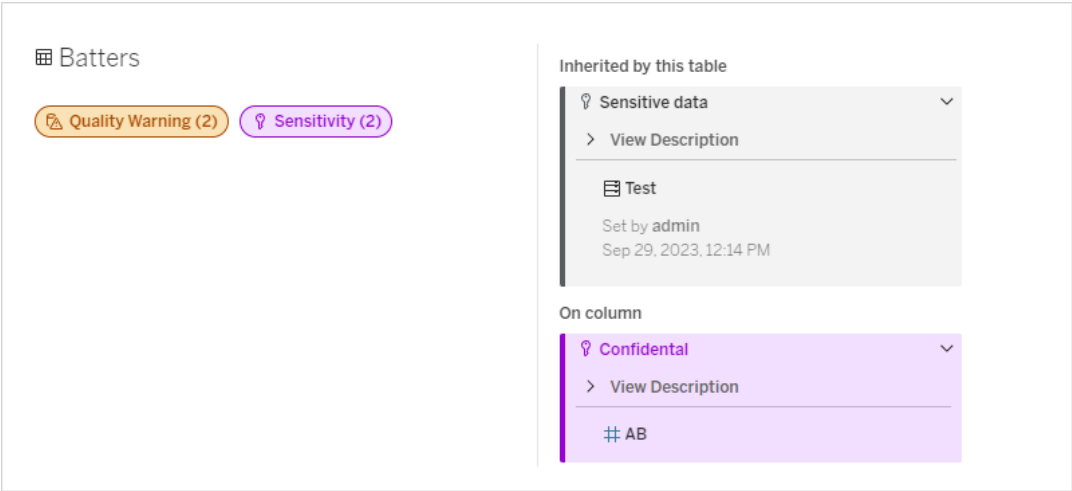 Batters
Quality Warning (2)
Sensitivity (2)
Inherited by this table
Sensitive data
View Description
Test
Set by admin
Sep 29, 2023, 12:14 PM
On column
Confidental
View Description
AB